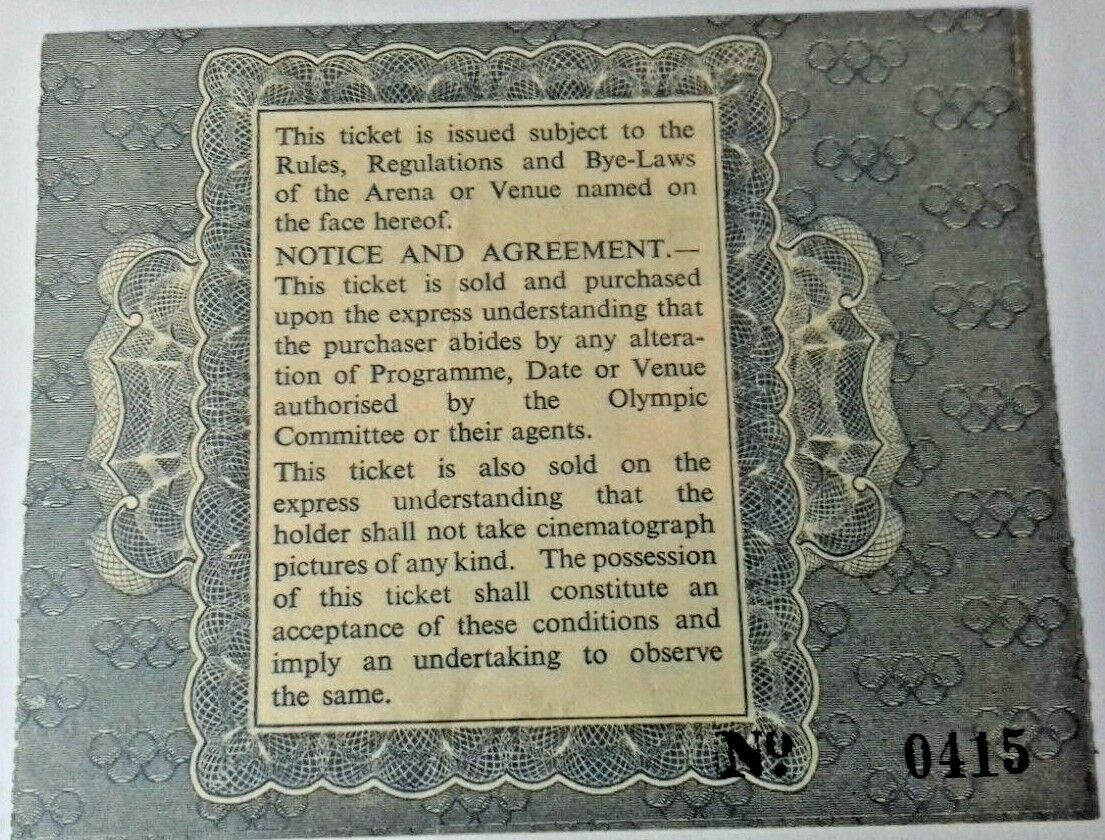 This ticket is issued subject to the
Rules, Regulations and Bye-Laws
of the Arena or Venue named on
the face hereof.
NOTICE AND AGREEMENT.—
This ticket is sold and purchased
upon the express understanding that
the purchaser abides by any altera-
tion of Programme, Date or Venue
authorised by the Olympic
Committee or their agents.
This ticket is also sold on the
express understanding that the
holder shall not take cinematograph
pictures of any kind. The possession
of this ticket shall constitute an
acceptance of these conditions and
imply an undertaking to observe
the same.
Nº 0415